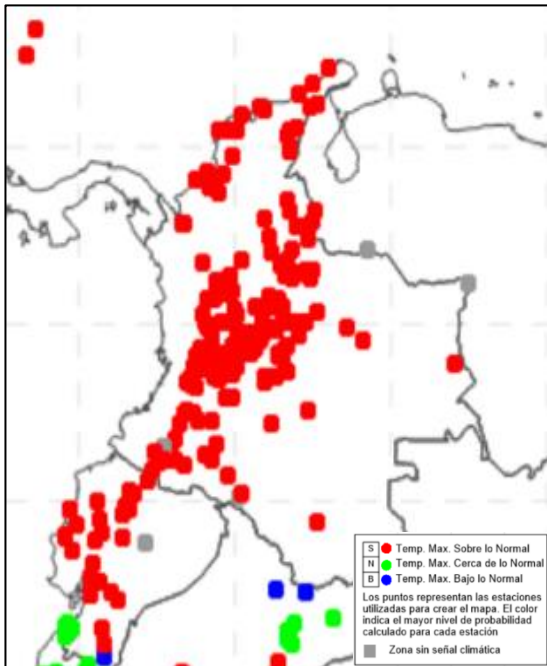 S Temp. Max. Sobre lo Normal
N Temp. Max. Cerca de lo Normal
B Temp. Max. Bajo lo Normal
Los puntos representan las estaciones
utilizadas para crear el mapa. El color
indica el mayor nivel de probabilidad
calculado para cada estación
Zona sin señal climática